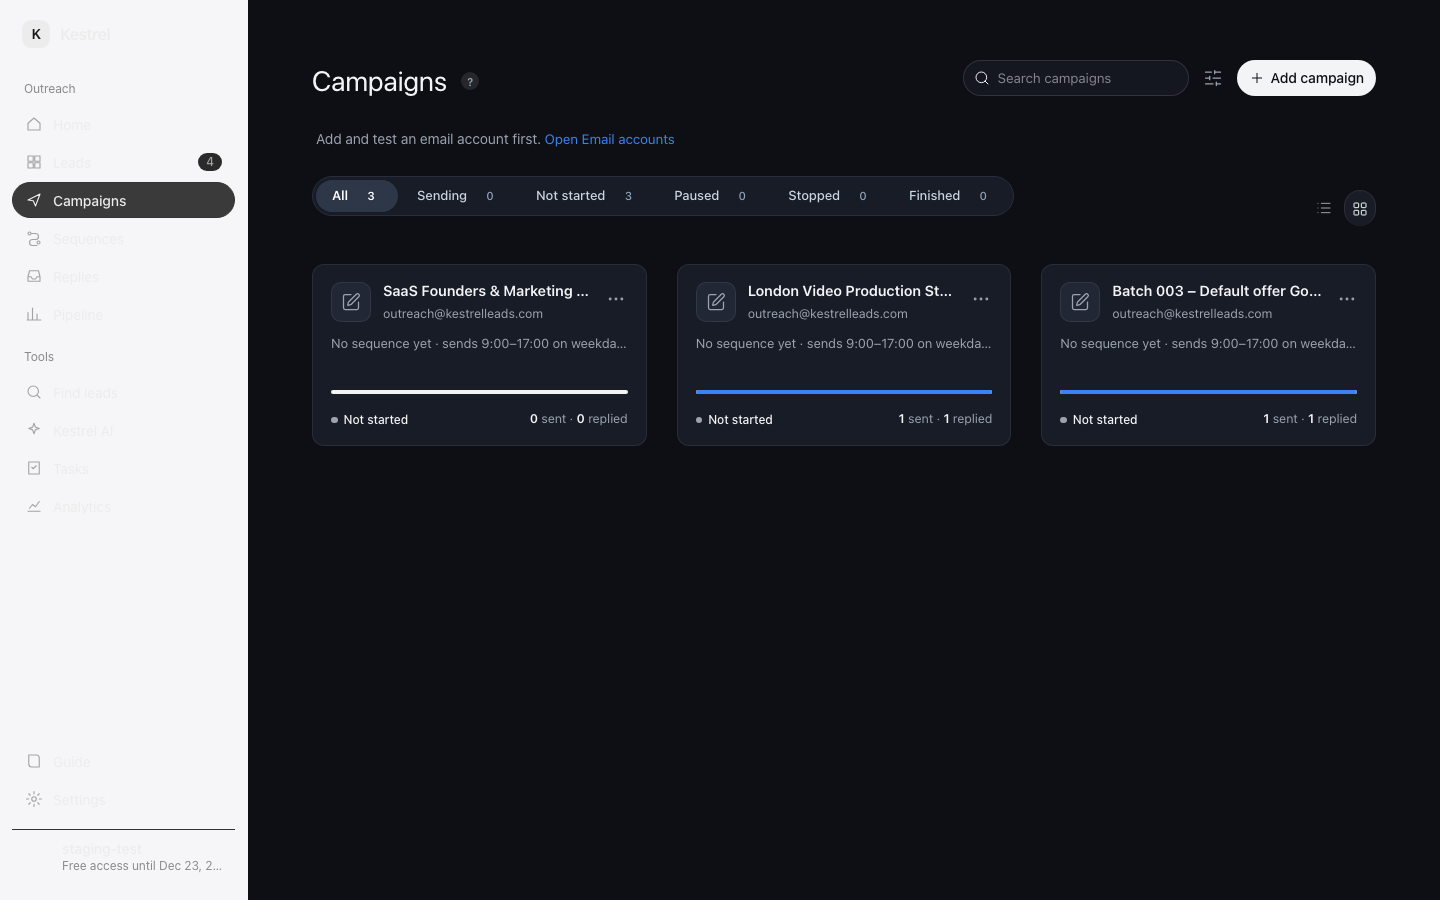 K Kestrel
Outreach
Home
Leads 4
Campaigns
Sequences
Replies
Pipeline
Tools
Find leads
Kestrel AI
Tasks
Analytics
Guide
Settings
staging-test
Free access until Dec 23, 2...
Campaigns ?
Search campaigns
+ Add campaign
Add and test an email account first. Open Email accounts
All 3 Sending 0 Not started 3 Paused 0 Stopped 0 Finished 0
SaaS Founders & Marketing ...
outreach@kestrelleads.com
No sequence yet · sends 9:00–17:00 on weekda...
Not started 0 sent · 0 replied
London Video Production St...
outreach@kestrelleads.com
No sequence yet · sends 9:00–17:00 on weekda...
Not started 1 sent · 1 replied
Batch 003 – Default offer Go...
outreach@kestrelleads.com
No sequence yet · sends 9:00–17:00 on weekda...
Not started 1 sent · 1 replied